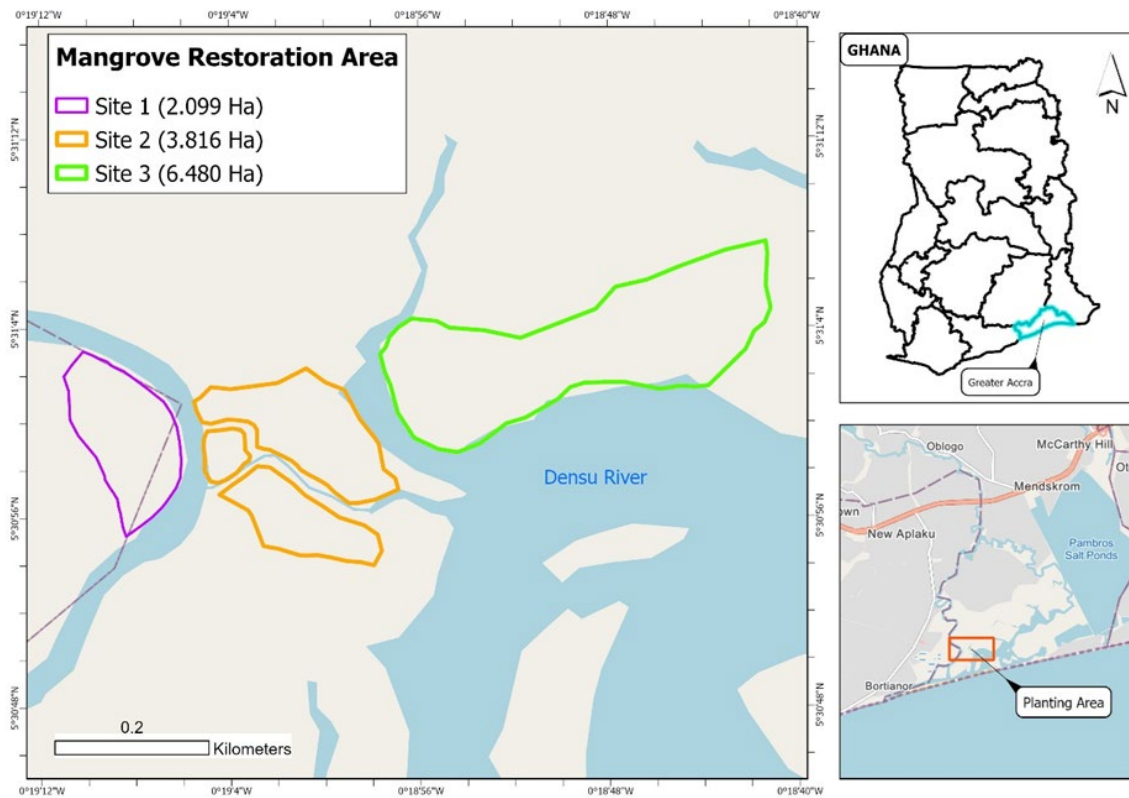 0°19'12"W
0°19'4"W
0°18'56"W
0°18'48"W
0°18'40"W
Mangrove Restoration Area
Site 1 (2.099 Ha)
Site 2 (3.816 Ha)
Site 3 (6.480 Ha)
5°31'12"N
5°31'12"N
5°31'4"N
5°31'4"N
Densu River
5°30'56"N
5°30'56"N
5°30'48"N
5°30'48"N
0.2
Kilometers
0°19'12"W
0°19'4"W
0°18'56"W
0°18'48"W
0°18'40"W
GHANA
N
Greater Accra
Oblogo
McCarthy Hill
Ot
Mendskrom
own
New Aplaku
Pambros
Salt Ponds
Bortianor
Planting Area